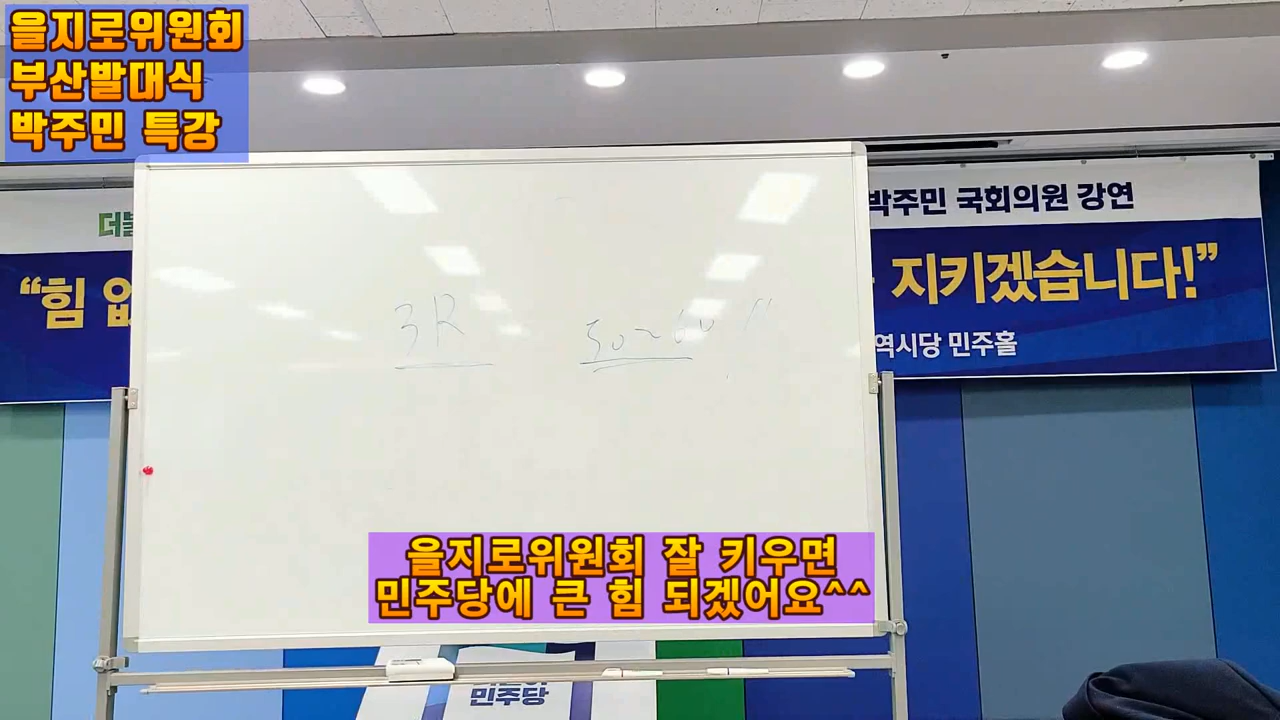 을지로위원회
부산발대식
박주민 특강
박주민 국회의원 강연
“힘 지키겠습니다!”
역시당 민주홀
3R 50~60
을지로위원회 잘 키우면
민주당에 큰 힘 되겠어요^^
민주당